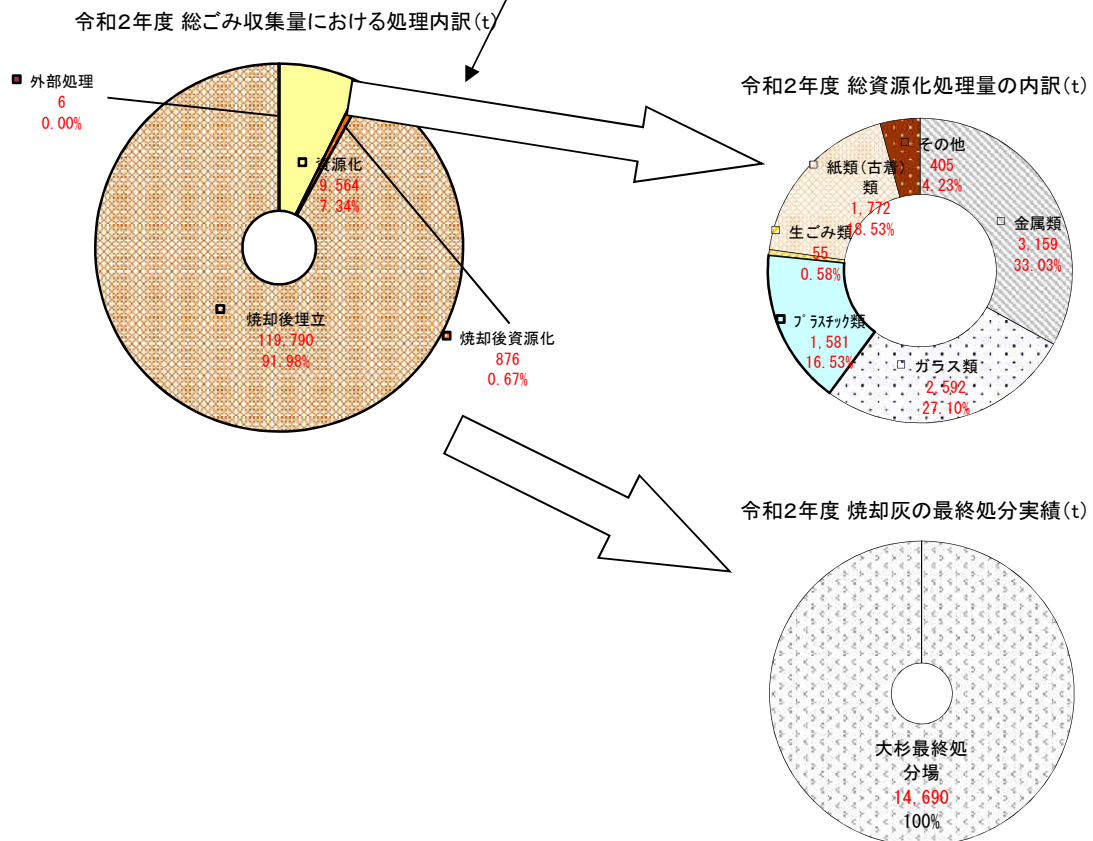 令和2年度 総ごみ収集量における処理内訳(t)
外部処理
6
0.00%
資源化
9,564
7.34%
焼却後埋立
119,790
91.98%
焼却後資源化
876
0.67%
令和2年度 総資源化処理量の内訳(t)
その他
405
4.23%
紙類(古着)
類
1,772
18.53%
金属類
3,159
33.03%
生ごみ類
55
0.58%
プラスチック類
1,581
16.53%
ガラス類
2,592
27.10%
令和2年度 焼却灰の最終処分実績(t)
大杉最終処
分場
14,690
100%